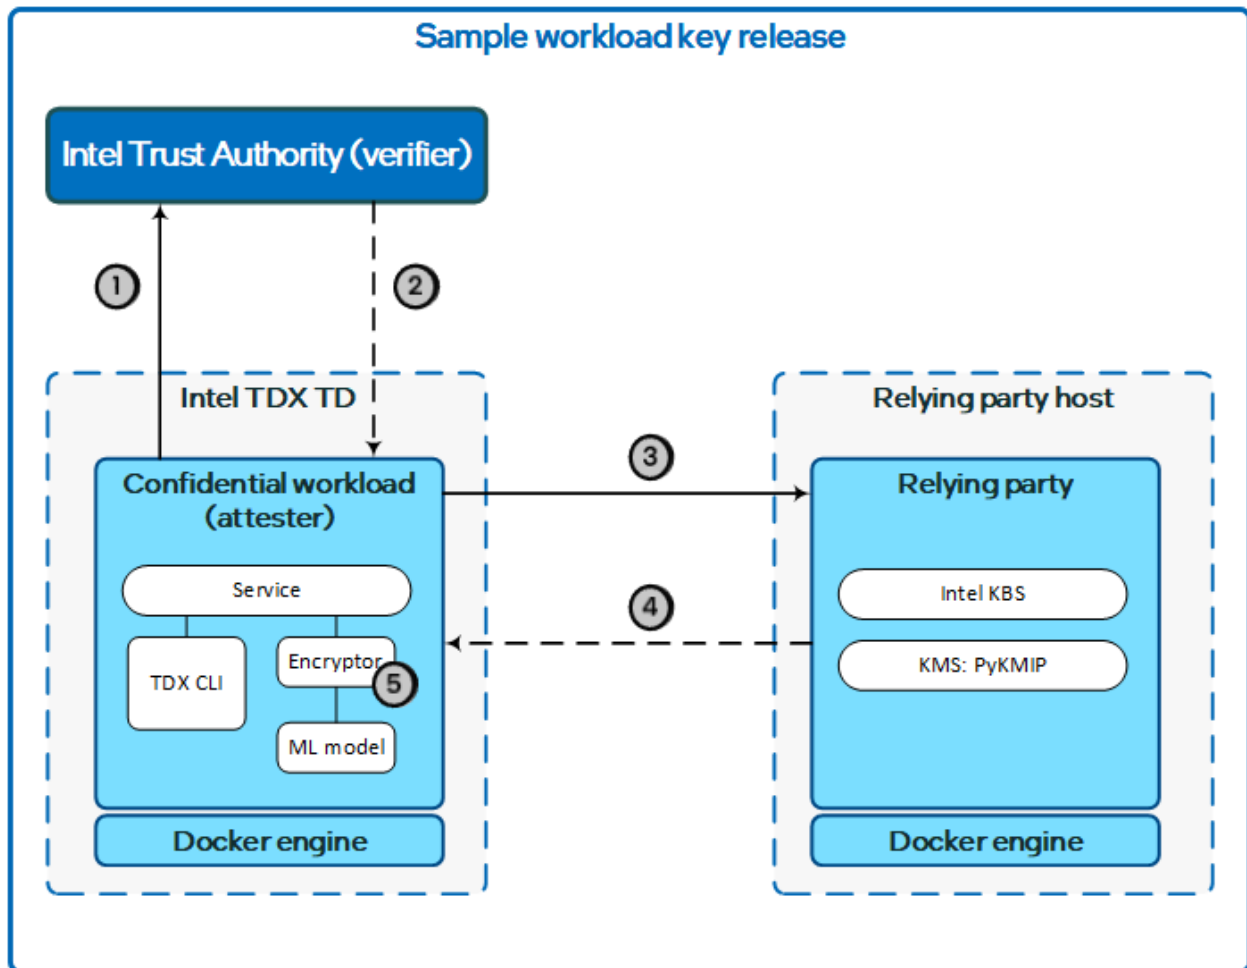 Sample workload key release
Intel Trust Authority (verifier)
1
2
Intel TDX TD
Relying party host
3
Confidential workload
(attester)
Relying party
Service
Intel KBS
4
TDX CLI
Encryptor
5
KMS: PyKMIP
ML model
Docker engine
Docker engine